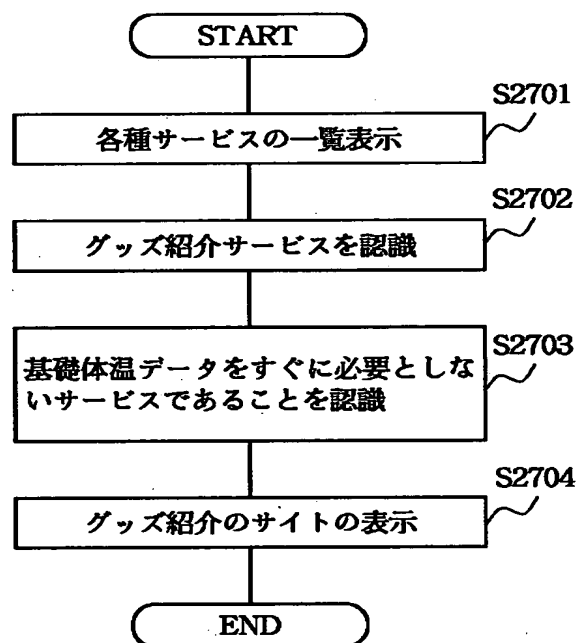 START
S2701
各種サービスの一覧表示
S2702
グッズ紹介サービスを認識
S2703
基礎体温データをすぐに必要としな
いサービスであることを認識
S2704
グッズ紹介のサイトの表示
END